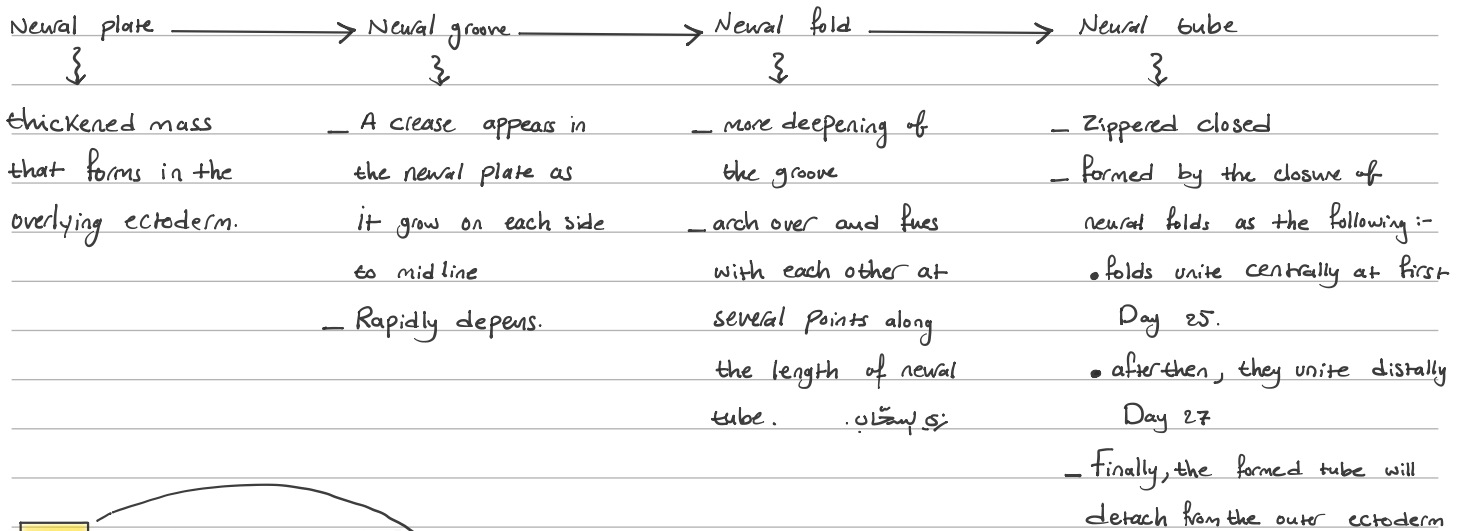 Neural plate → Neural groove → Neural fold → Neural tube
thickened mass
that forms in the
overlying ectoderm.
– A crease appears in
the neural plate as
it grow on each side
to mid line
– Rapidly depens.
– more deepening of
the groove
– arch over and fues
with each other at
several points along
the length of neural
tube. زي السحّاب.
– Zippered closed
– formed by the closure of
neural folds as the following :-
• folds unite centrally at first
Day 25.
• afterthen, they unite distally
Day 27
– Finally, the formed tube will
detach from the outer ectoderm